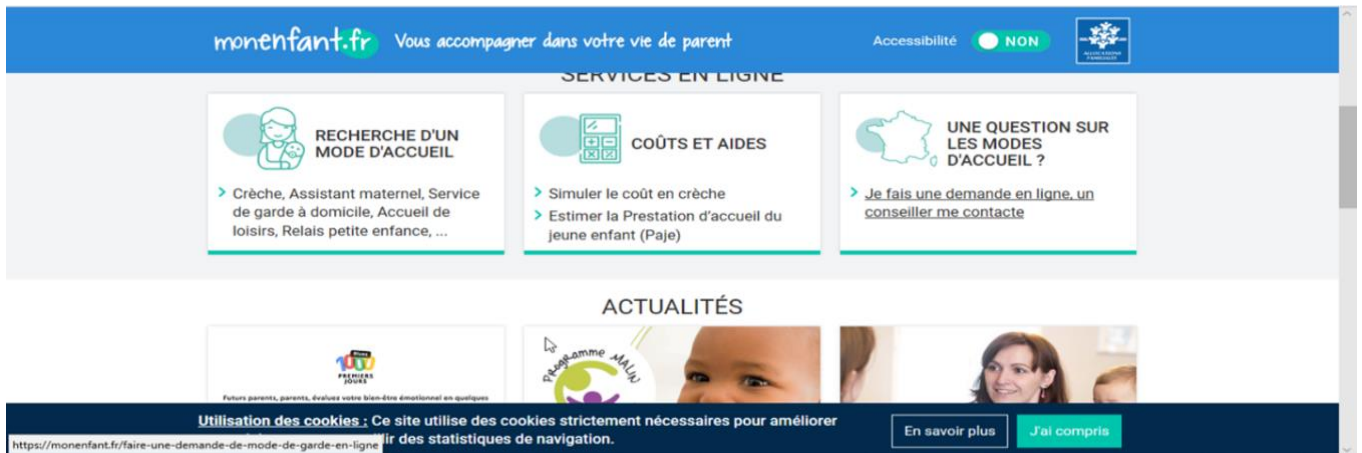 monenfant.fr Vous accompagner dans votre vie de parent
Accessibilité NON
ALLOCATIONS
FAMILIALES
SERVICES EN LIGNE
RECHERCHE D'UN
MODE D'ACCUEIL
Crèche, Assistant maternel, Service
de garde à domicile, Accueil de
loisirs, Relais petite enfance, ...
COÛTS ET AIDES
Simuler le coût en crèche
Estimer la Prestation d'accueil du
jeune enfant (Paje)
UNE QUESTION SUR
LES MODES
D'ACCUEIL ?
Je fais une demande en ligne, un
conseiller me contacte
ACTUALITÉS
1000
PREMIERS
JOURS
Futurs parents, parents, évaluez votre bien-être émotionnel en quelques
Programme MALIN
Utilisation des cookies : Ce site utilise des cookies strictement nécessaires pour améliorer
ir des statistiques de navigation.
En savoir plus
J'ai compris
https://monenfant.fr/faire-une-demande-de-mode-de-garde-en-ligne